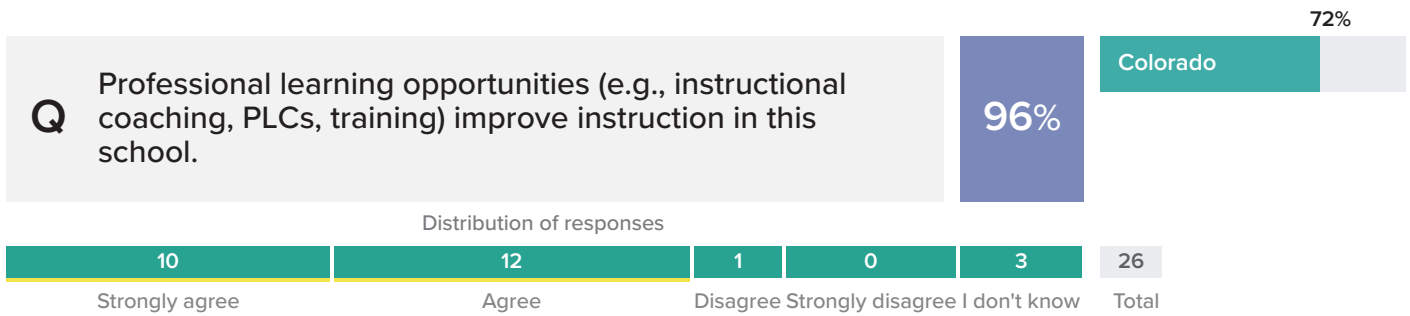 72%
Q
Professional learning opportunities (e.g., instructional
coaching, PLCs, training) improve instruction in this
school.
96%
Colorado
Distribution of responses
10 12 1 0 3 26
Strongly agree Agree Disagree Strongly disagree I don't know Total